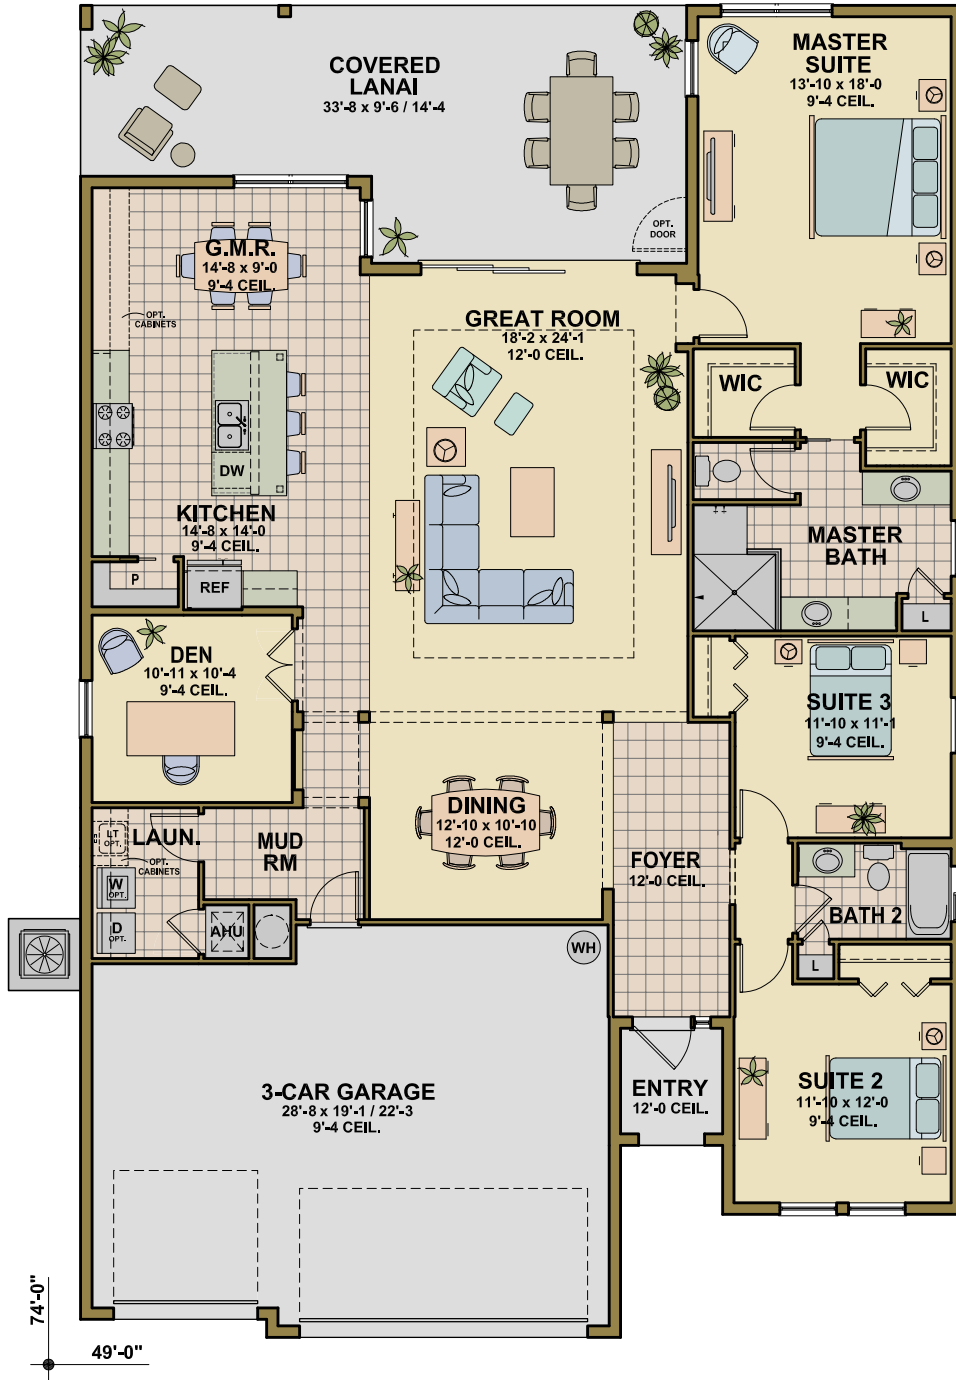 COVERED
LANAI
33'-8 x 9'-6 / 14'-4
MASTER
SUITE
13'-10 x 18'-0
9'-4 CEIL.
OPT.
DOOR
G.M.R.
14'-8 x 9'-0
9'-4 CEIL.
OPT.
CABINETS
GREAT ROOM
18'-2 x 24'-1
12'-0 CEIL.
WIC
WIC
DW
KITCHEN
14'-8 x 14'-0
9'-4 CEIL.
MASTER
BATH
P
REF
L
DEN
10'-11 x 10'-4
9'-4 CEIL.
SUITE 3
11'-10 x 11'-1
9'-4 CEIL.
DINING
12'-10 x 10'-10
12'-0 CEIL.
LT
OPT.
LAUN.
OPT.
CABINETS
MUD
RM
W
OPT.
D
OPT.
AHU
FOYER
12'-0 CEIL.
BATH 2
WH
L
3-CAR GARAGE
28'-8 x 19'-1 / 22'-3
9'-4 CEIL.
ENTRY
12'-0 CEIL.
SUITE 2
11'-10 x 12'-0
9'-4 CEIL.
74'-0"
49'-0"